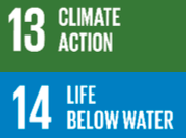 13 CLIMATE
ACTION
14 LIFE
BELOW WATER